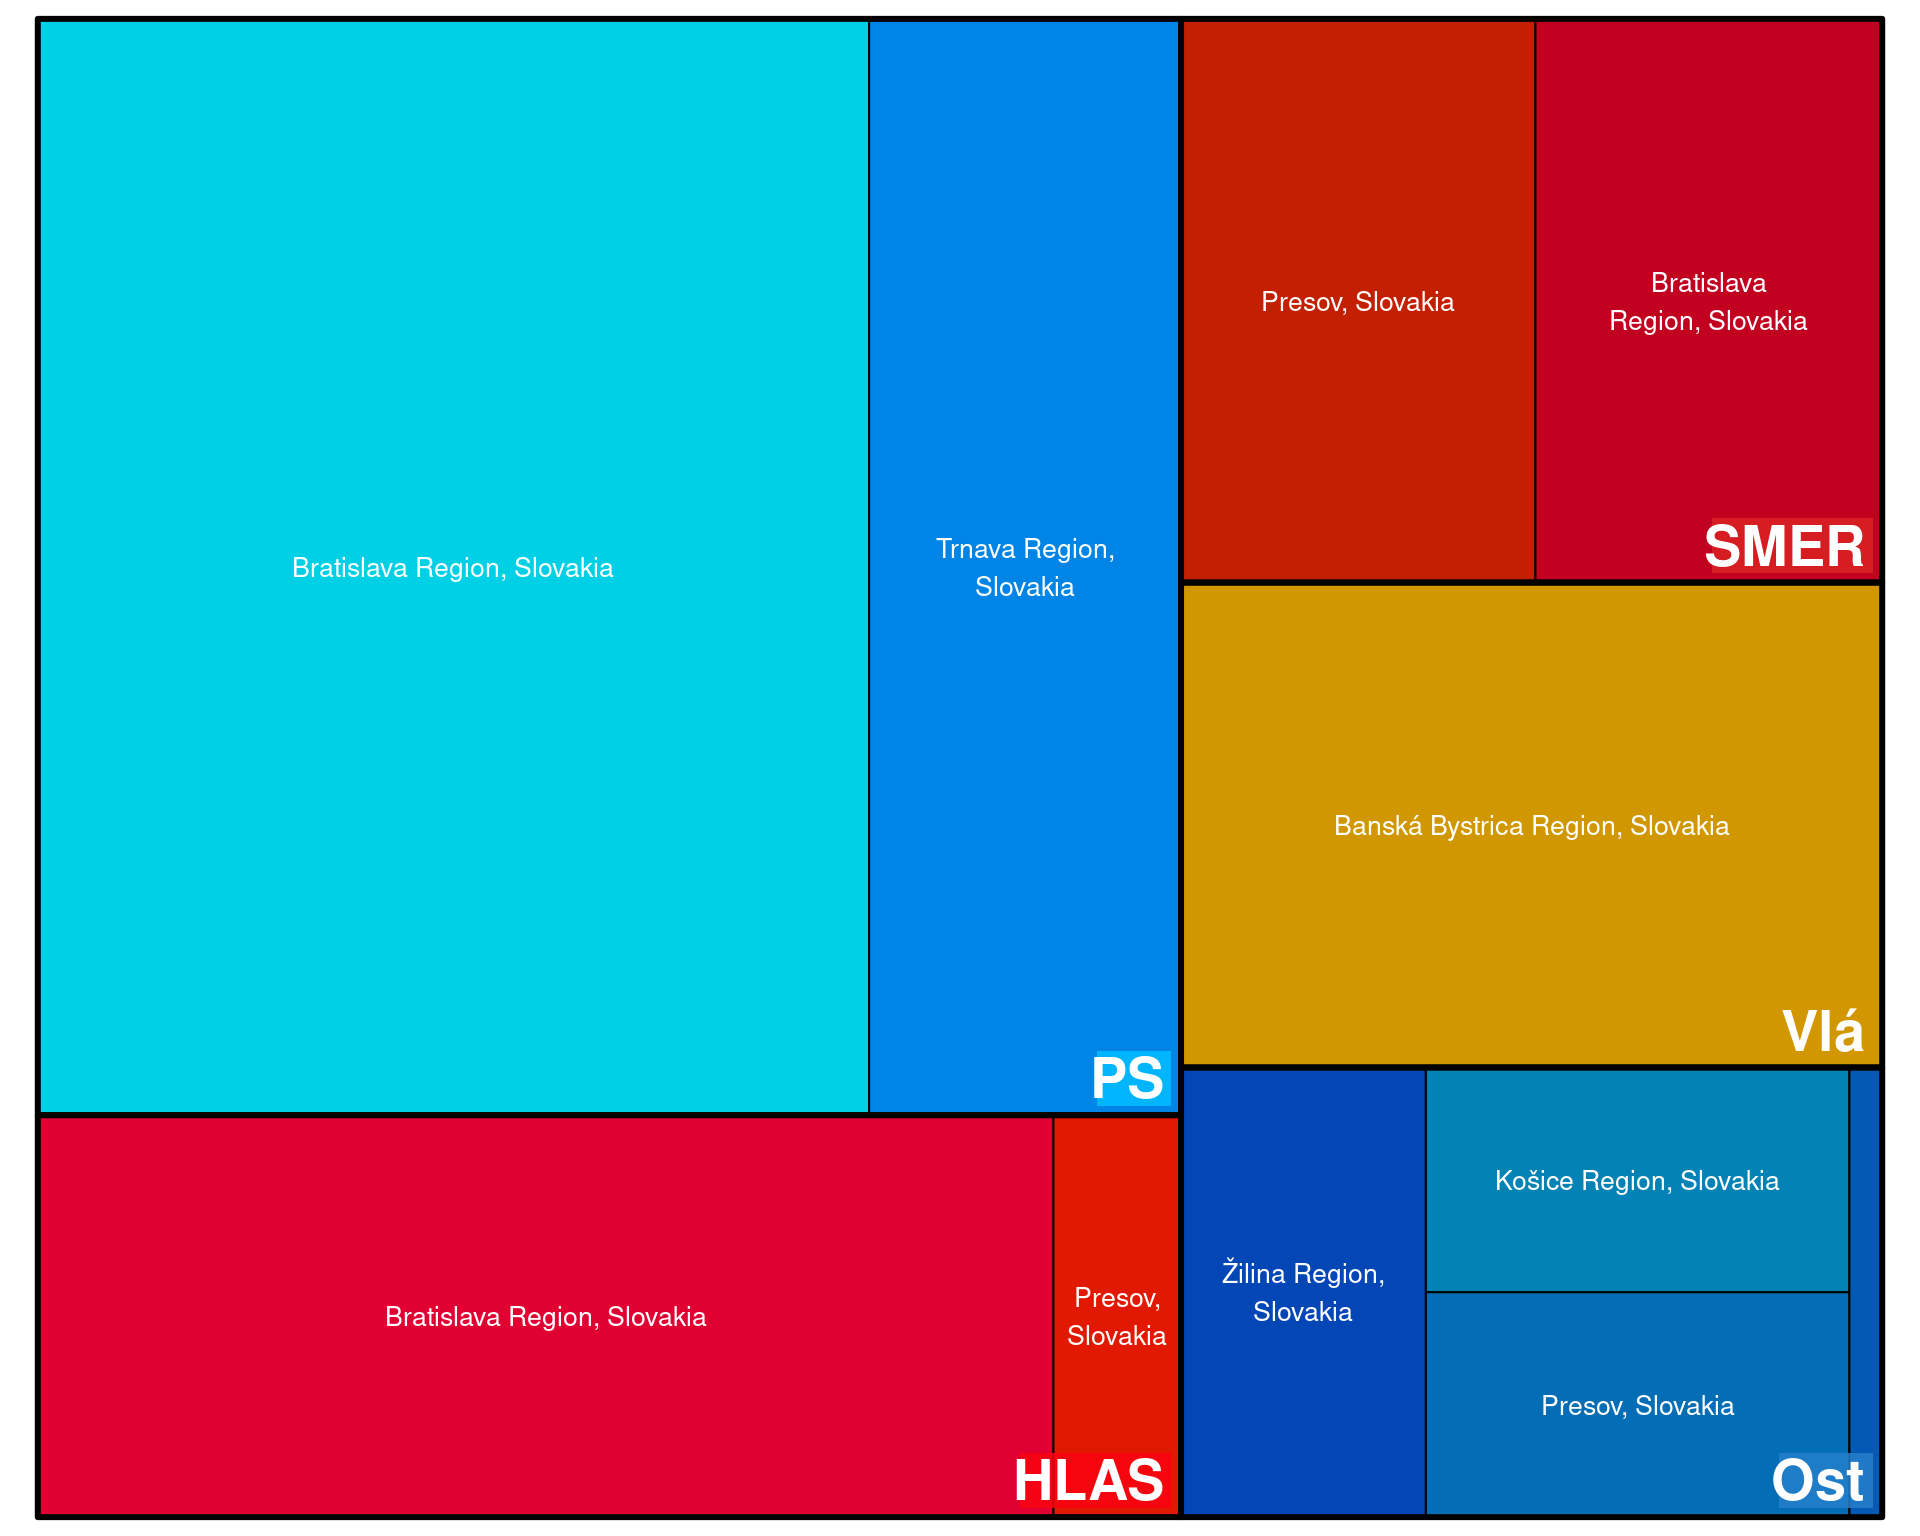 Bratislava Region, Slovakia
Trnava Region,
Slovakia
PS
Presov, Slovakia
Bratislava
Region, Slovakia
SMER
Banská Bystrica Region, Slovakia
Vlá
Bratislava Region, Slovakia
Presov,
Slovakia
HLAS
Žilina Region,
Slovakia
Košice Region, Slovakia
Presov, Slovakia
Ost